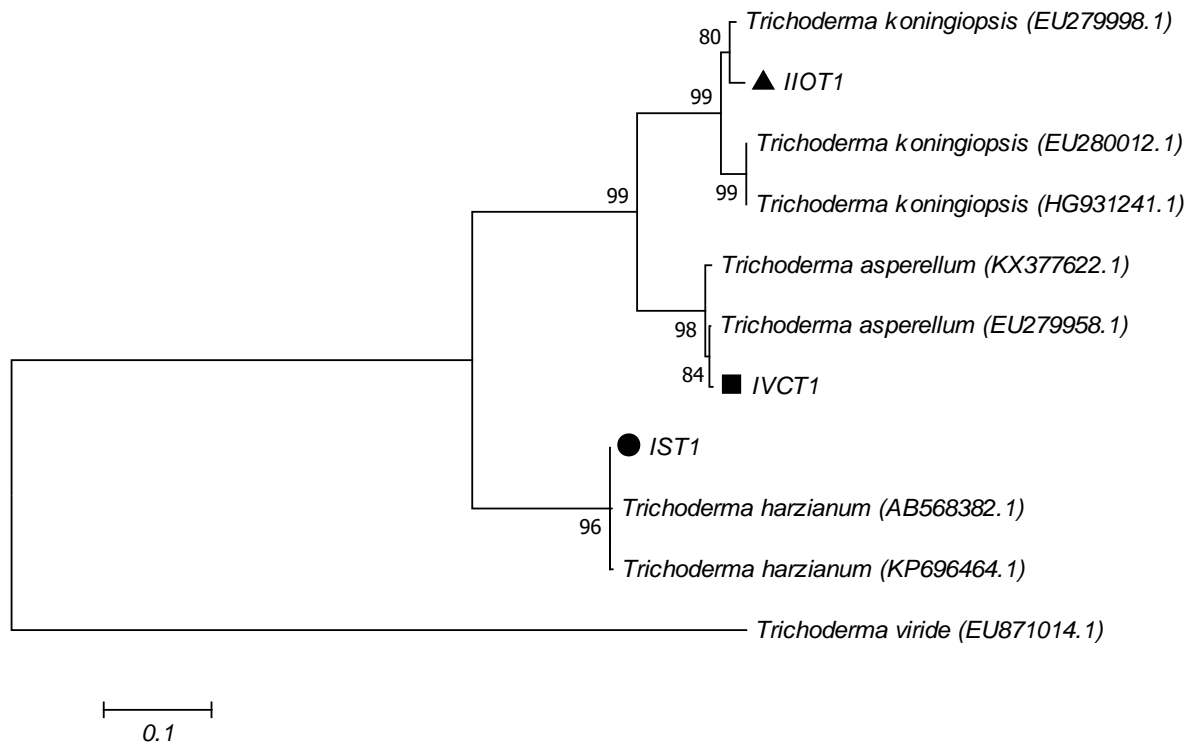 Trichoderma koningiopsis (EU279998.1)
80
IIOT1
99
Trichoderma koningiopsis (EU280012.1)
99
Trichoderma koningiopsis (HG931241.1)
99
Trichoderma asperellum (KX377622.1)
98
Trichoderma asperellum (EU279958.1)
84
IVCT1
IST1
Trichoderma harzianum (AB568382.1)
96
Trichoderma harzianum (KP696464.1)
Trichoderma viride (EU871014.1)
0.1